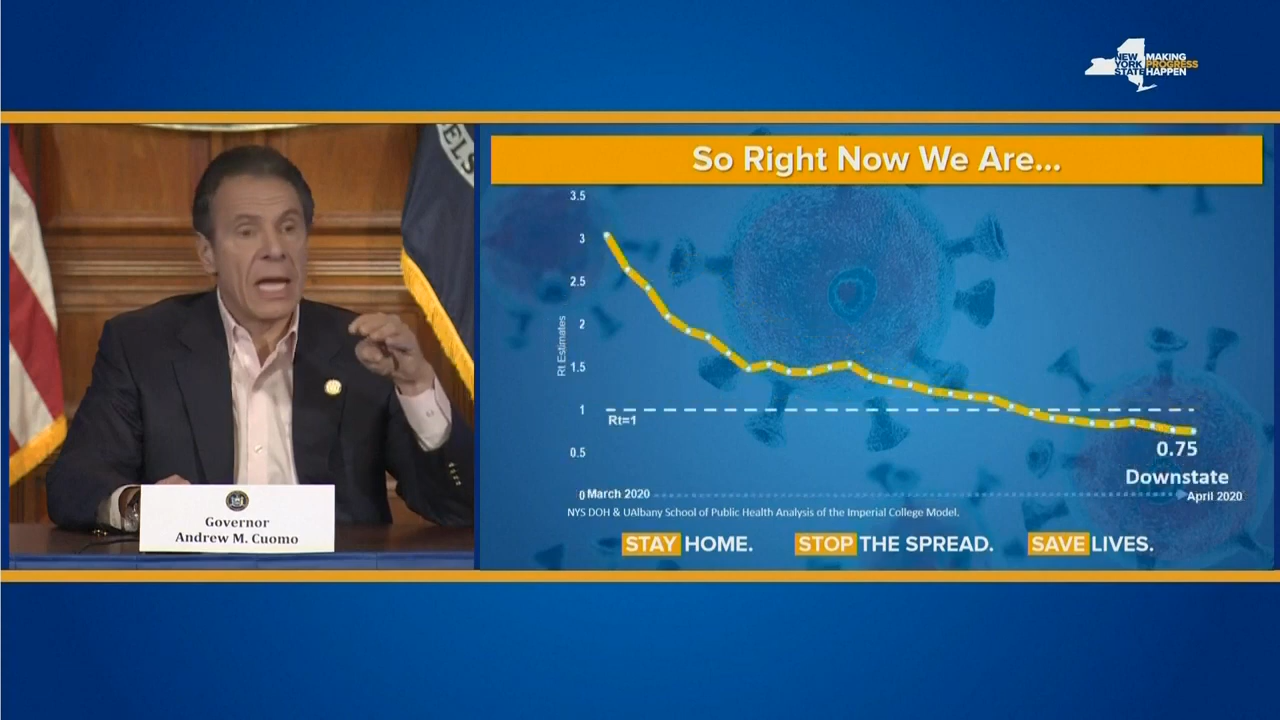 NEW
YORK
STATE
MAKING
PROGRESS
HAPPEN
ELS
Governor
Andrew M. Cuomo
So Right Now We Are...
3.5
3
2.5
2
1.5
1
0.5
0
Rt Estimates
Rt=1
0.75
Downstate
March 2020
April 2020
NYS DOH & UAlbany School of Public Health Analysis of the Imperial College Model.
STAY HOME. STOP THE SPREAD. SAVE LIVES.